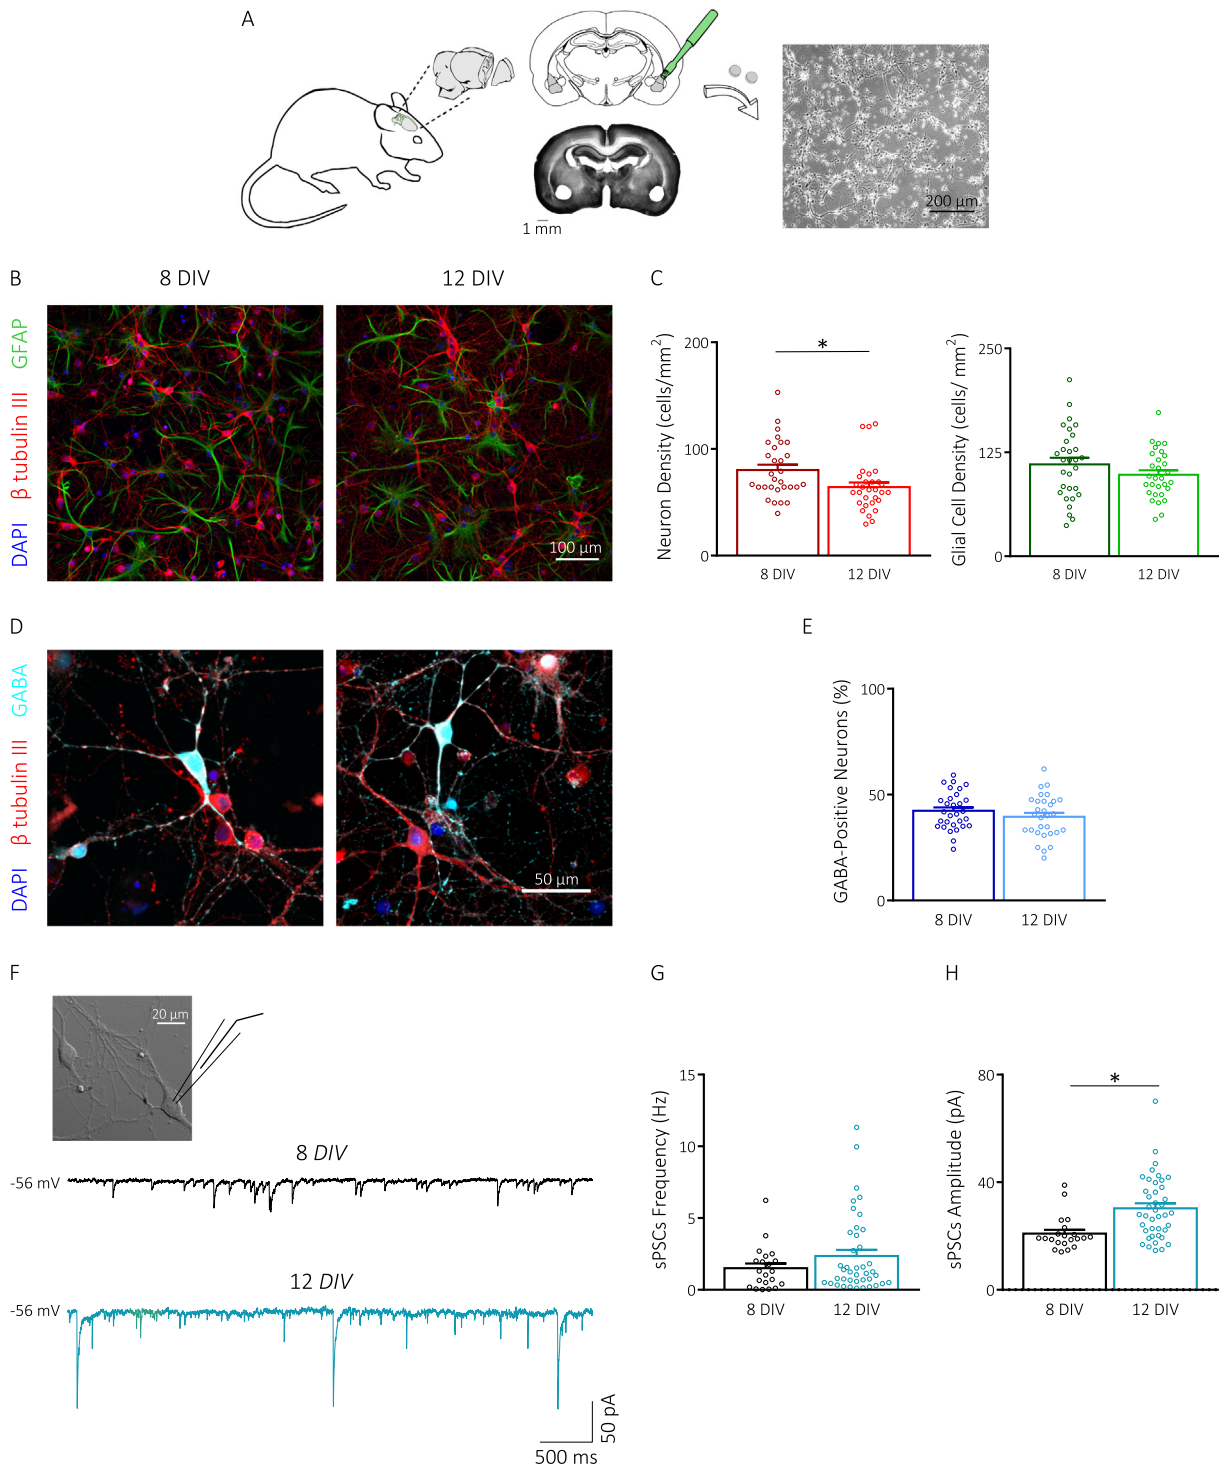 A
1 mm
200 µm
B
8 DIV
12 DIV
DAPI β tubulin III GFAP
100 µm
C
Neuron Density (cells/mm2)
200
100
0
*
8 DIV
12 DIV
Glial Cell Density (cells/ mm2)
250
125
0
8 DIV
12 DIV
D
DAPI β tubulin III GABA
50 µm
E
GABA-Positive Neurons (%)
100
50
0
8 DIV
12 DIV
F
20 µm
8 DIV
-56 mV
12 DIV
-56 mV
50 pA
500 ms
G
sPSCs Frequency (Hz)
15
10
5
0
8 DIV
12 DIV
H
sPSCs Amplitude (pA)
80
40
0
*
8 DIV
12 DIV